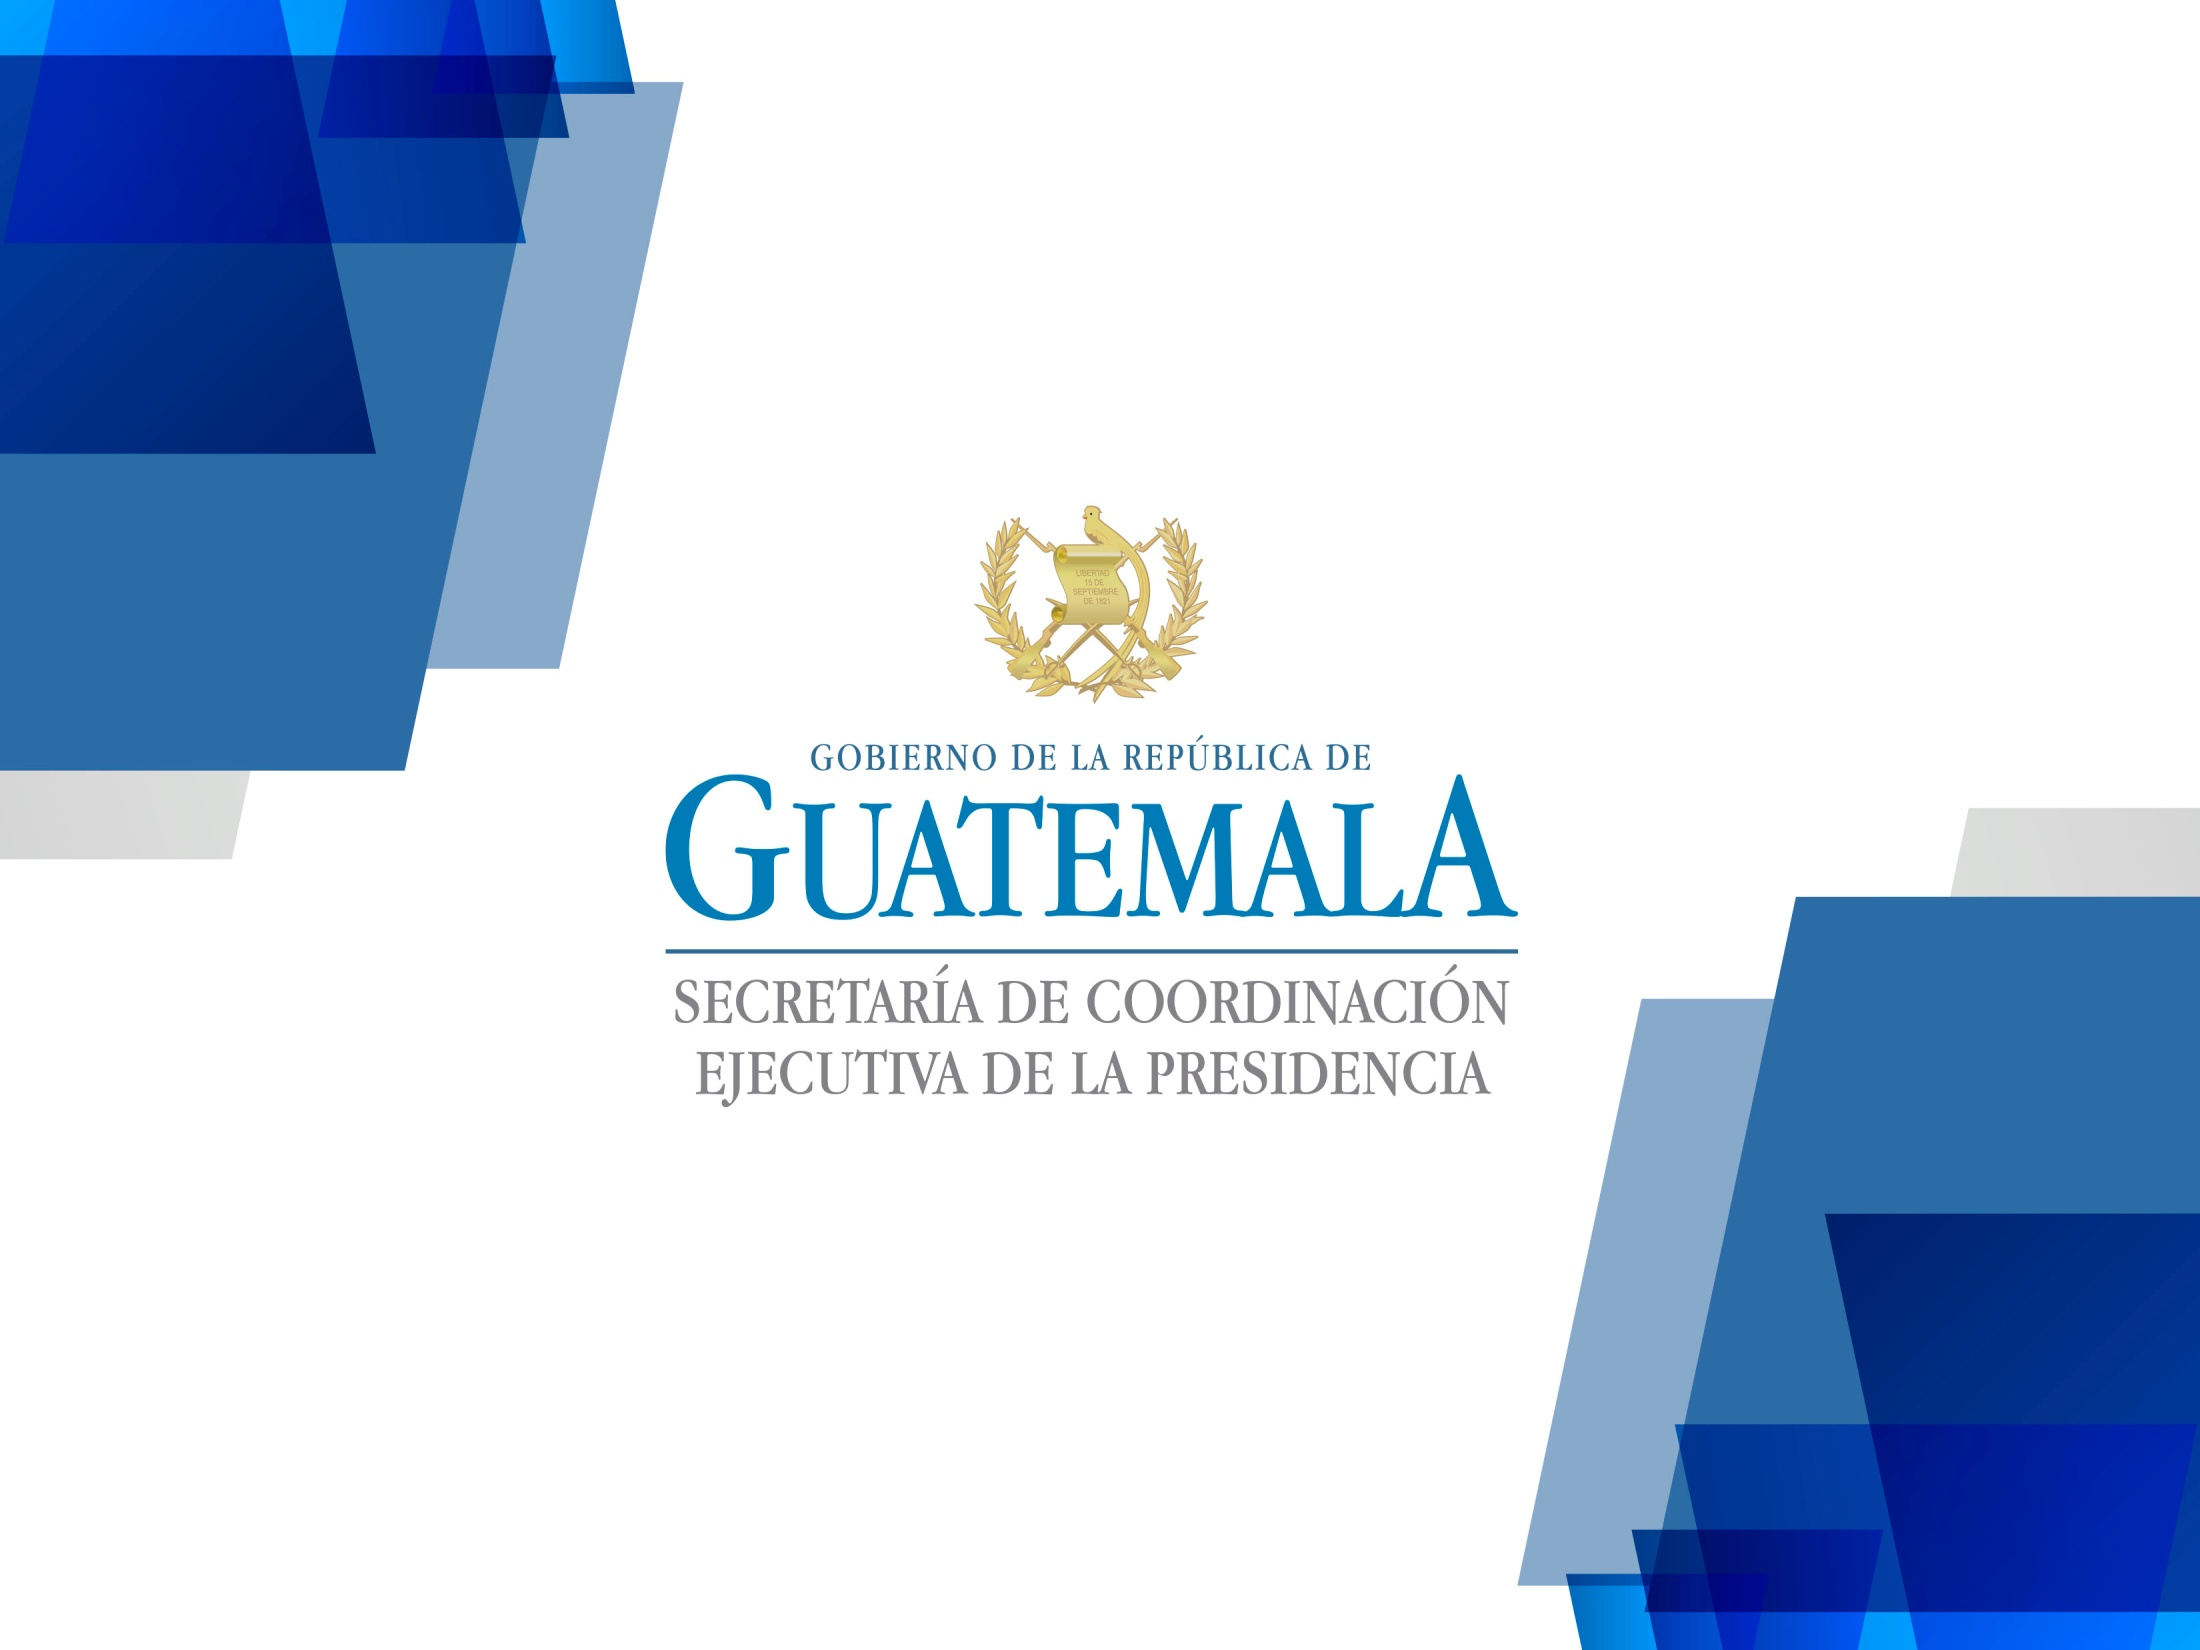 LIBERTAD
15 DE
SEPTIEMBRE
DE 1821
GOBIERNO DE LA REPÚBLICA DE
GUATEMALA
SECRETARÍA DE COORDINACIÓN
EJECUTIVA DE LA PRESIDENCIA